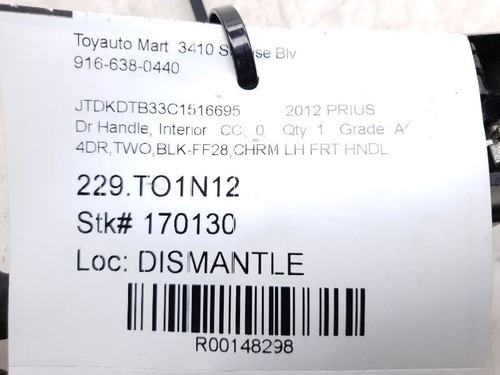 Toyauto Mart 3410 Blv
916-638-0440
JTDKDTB33C1516695 2012 PRIUS
Dr Handle, Interior CC: 0, Qty: 1 Grade: A
4DR,TWO,BLK-FF28,CHRM LH FRT HNDL
229.TO1N12
Stk# 170130
Loc: DISMANTLE
R00148298